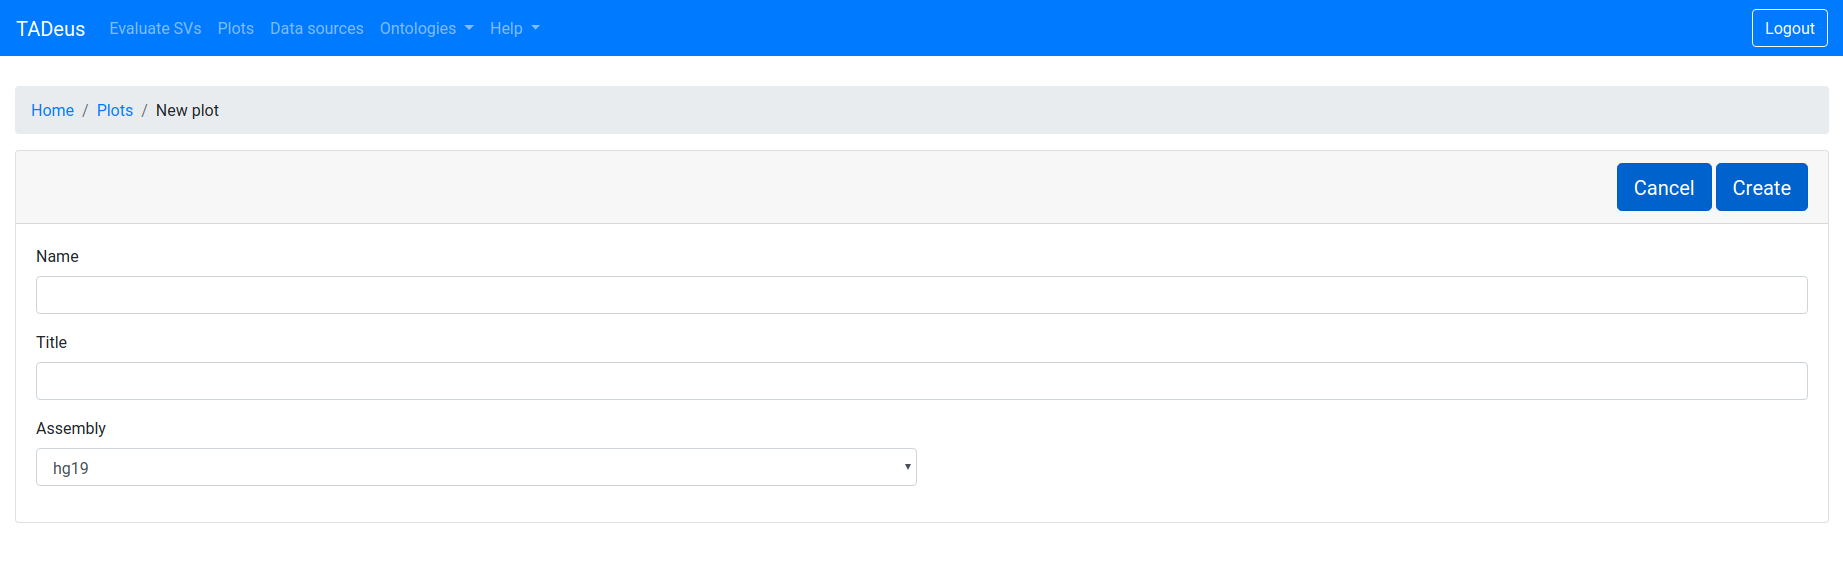 TADeus Evaluate SVs Plots Data sources Ontologies Help Logout
Home / Plots / New plot
Cancel Create
Name
Title
Assembly
hg19